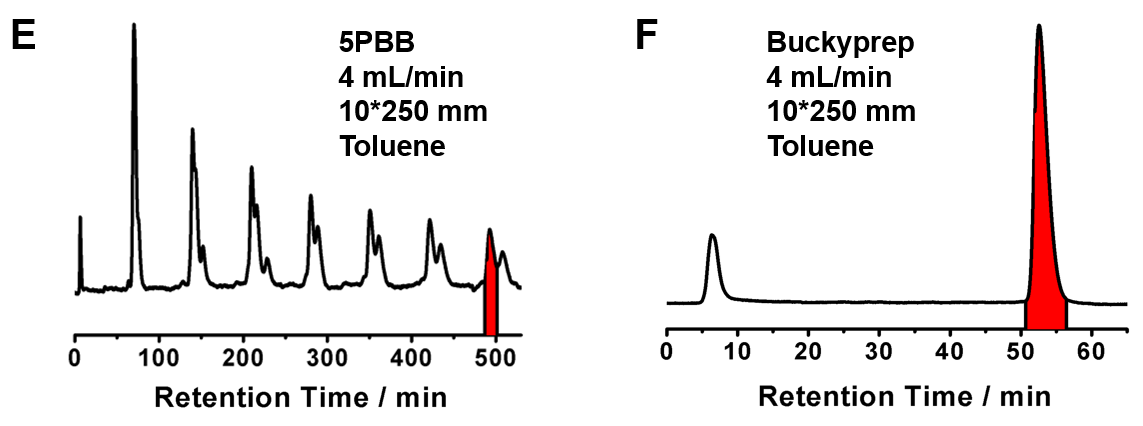 E
5PBB
4 mL/min
10*250 mm
Toluene
0 100 200 300 400 500
Retention Time / min
F
Buckyprep
4 mL/min
10*250 mm
Toluene
0 10 20 30 40 50 60
Retention Time / min